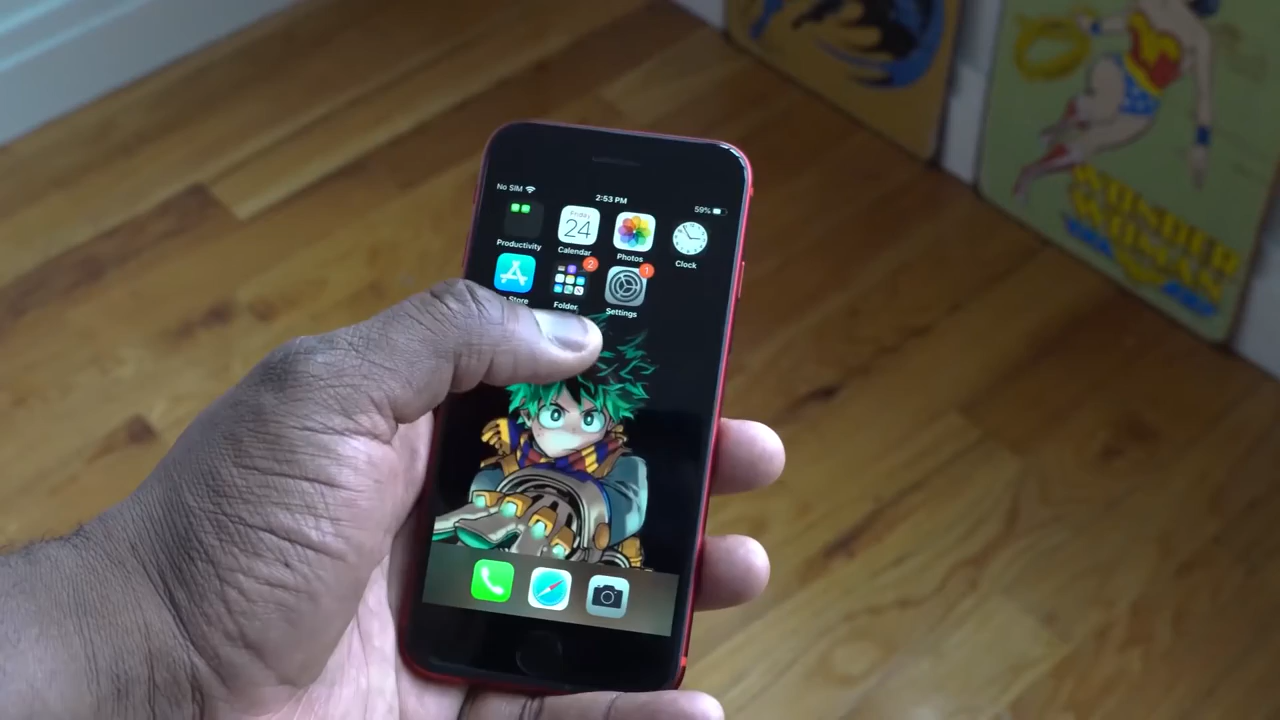 No SIM
2:53 PM
59%
Friday
24
Productivity
Calendar
Photos
Clock
2
1
Store
Folder
Settings
WONDER
WOMAN